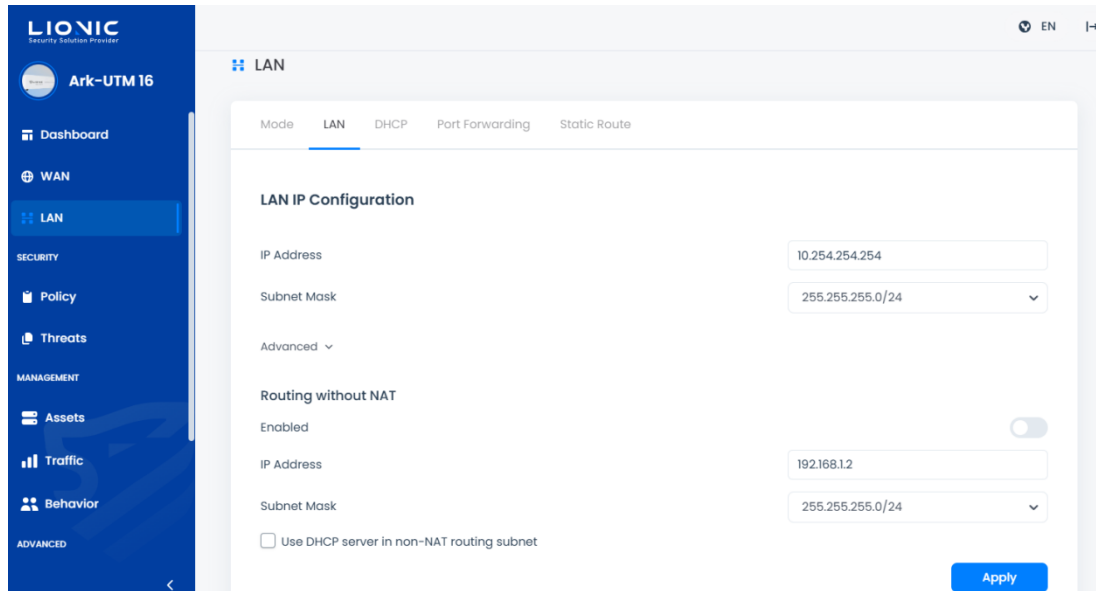 LIONIC
Security Solution Provider
EN
Ark-UTM 16
LAN
Dashboard
WAN
LAN
SECURITY
Policy
Threats
MANAGEMENT
Assets
Traffic
Behavior
ADVANCED
Mode LAN DHCP Port Forwarding Static Route
LAN IP Configuration
IP Address 10.254.254.254
Subnet Mask 255.255.255.0/24
Advanced
Routing without NAT
Enabled
IP Address 192.168.1.2
Subnet Mask 255.255.255.0/24
Use DHCP server in non-NAT routing subnet
Apply